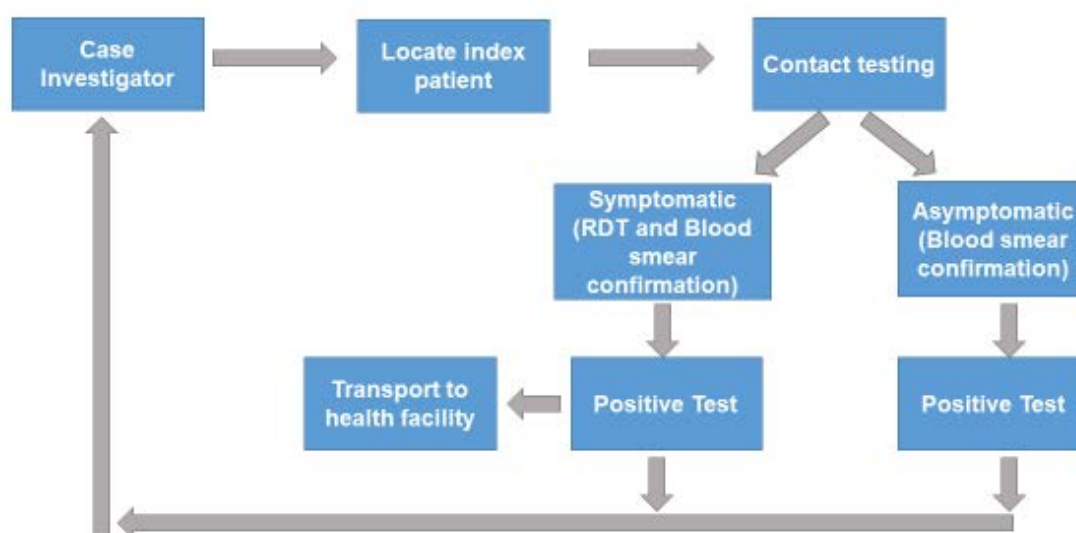 Case
Investigator
Locate index
patient
Contact testing
Symptomatic
(RDT and Blood
smear
confirmation)
Asymptomatic
(Blood smear
confirmation)
Transport to
health facility
Positive Test
Positive Test